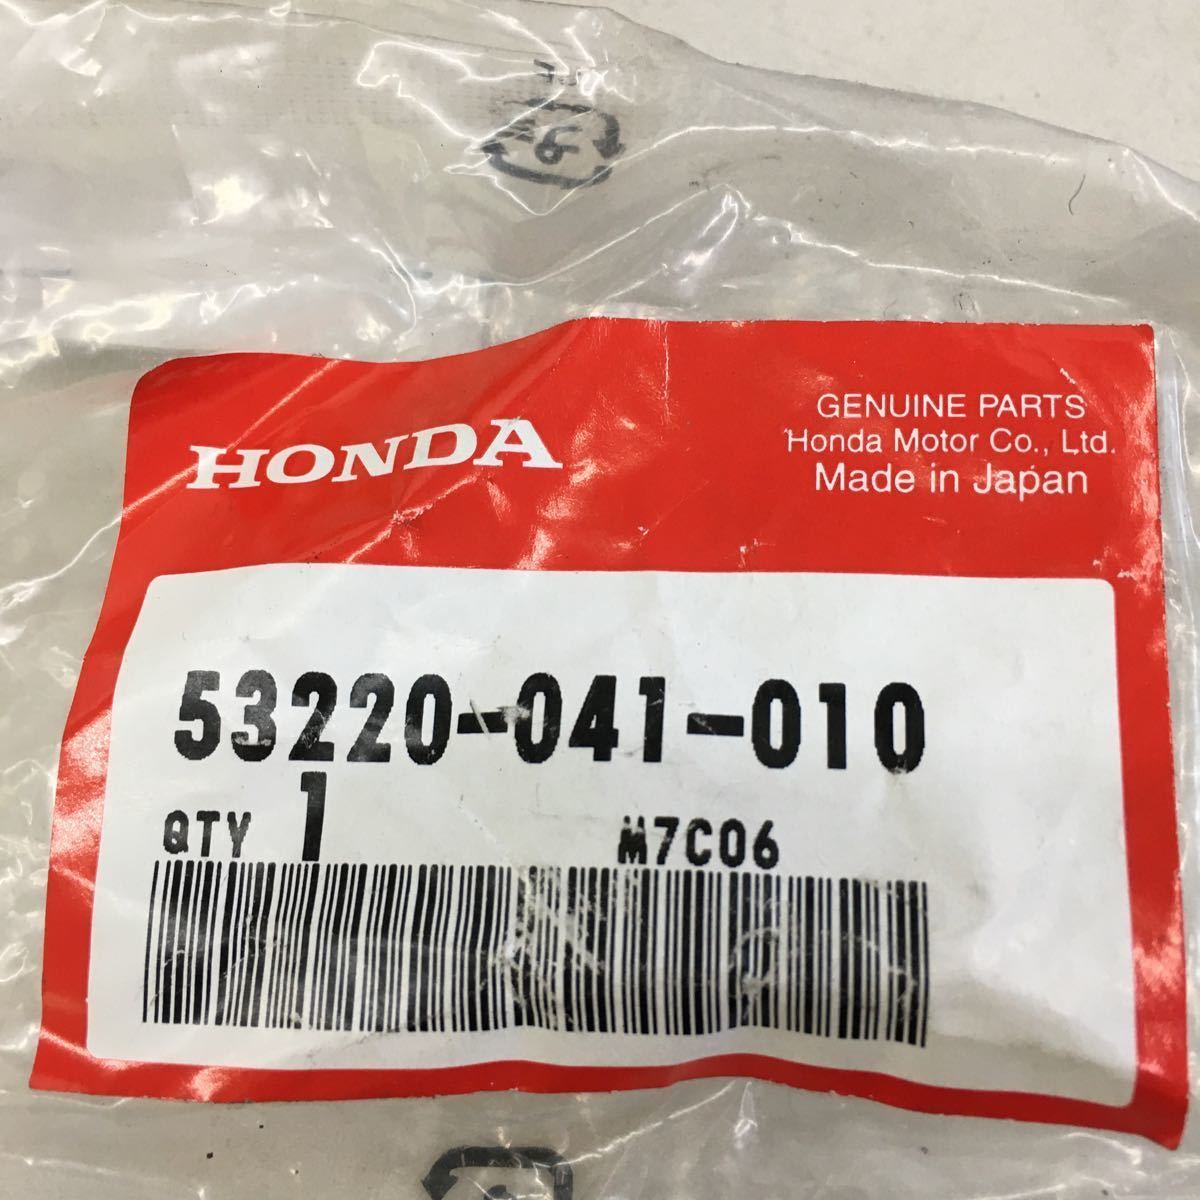 HONDA
GENUINE PARTS
Honda Motor Co., Ltd.
Made in Japan
53220-041-010
QTY 1
M7C06